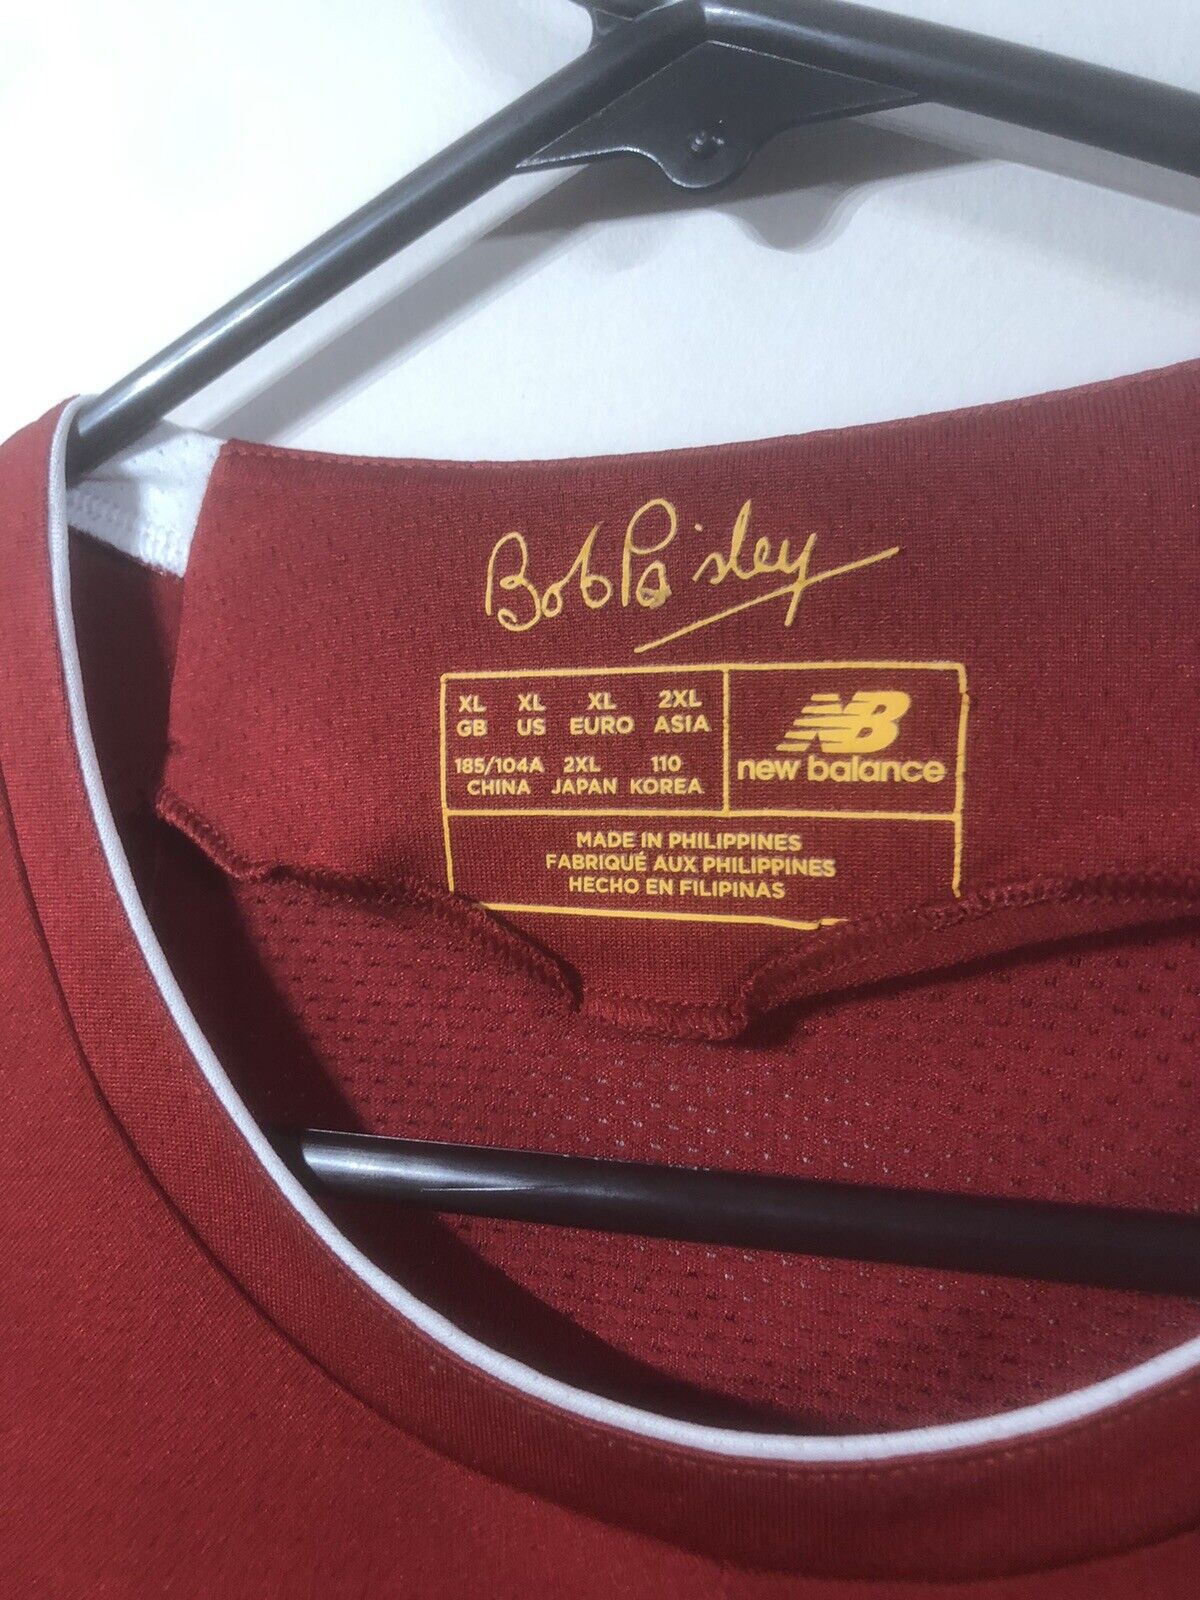 Bob Paisley
XL XL XL 2XL
GB US EURO ASIA
185/104A 2XL 110
CHINA JAPAN KOREA
NB
new balance
MADE IN PHILIPPINES
FABRIQUÉ AUX PHILIPPINES
HECHO EN FILIPINAS